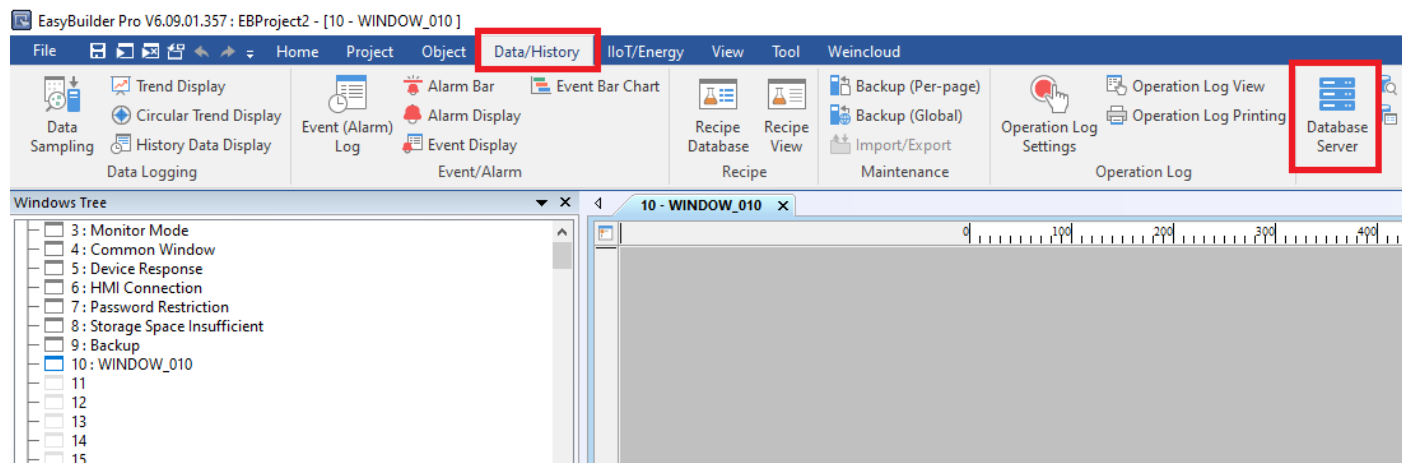 EasyBuilder Pro V6.09.01.357 : EBProject2 - [10 - WINDOW_010 ]
File Home Project Object Data/History IIoT/Energy View Tool Weincloud
Data Sampling
Trend Display
Circular Trend Display
History Data Display
Data Logging
Event (Alarm) Log
Alarm Bar
Alarm Display
Event Display
Event Bar Chart
Event/Alarm
Recipe Database
Recipe View
Recipe
Backup (Per-page)
Backup (Global)
Import/Export
Maintenance
Operation Log Settings
Operation Log View
Operation Log Printing
Operation Log
Database Server
Windows Tree
3 : Monitor Mode
4 : Common Window
5 : Device Response
6 : HMI Connection
7 : Password Restriction
8 : Storage Space Insufficient
9 : Backup
10 : WINDOW_010
11
12
13
14
15
10 - WINDOW_010
0 100 200 300 400